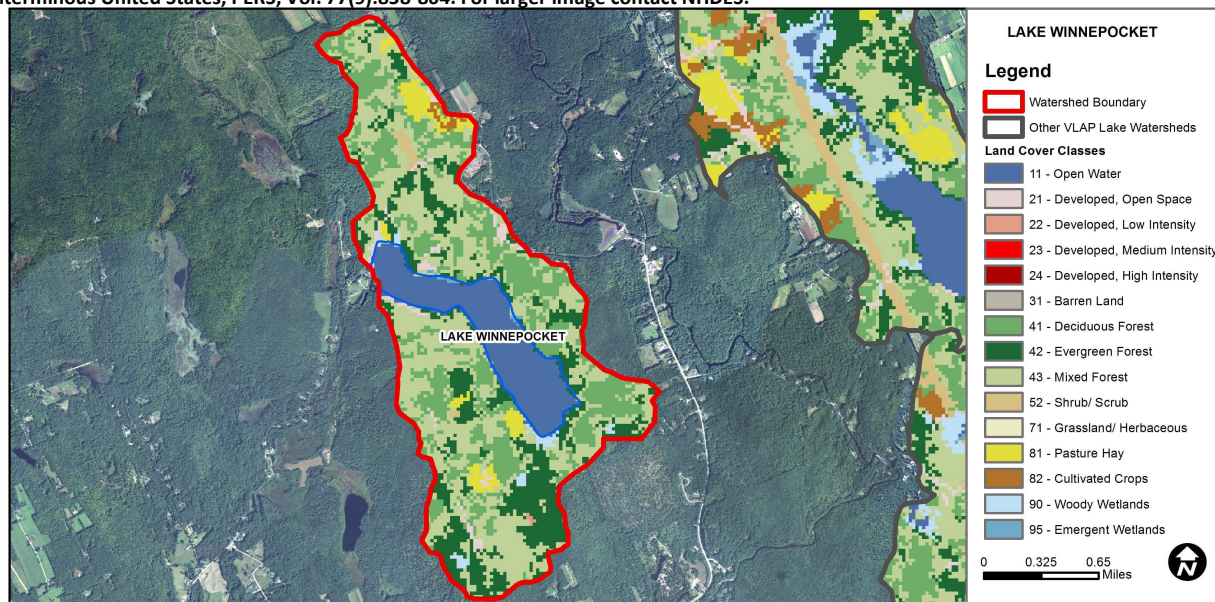 LAKE WINNEPOCKET
LAKE WINNEPOCKET
Legend
Watershed Boundary
Other VLAP Lake Watersheds
Land Cover Classes
11 - Open Water
21 - Developed, Open Space
22 - Developed, Low Intensity
23 - Developed, Medium Intensity
24 - Developed, High Intensity
31 - Barren Land
41 - Deciduous Forest
42 - Evergreen Forest
43 - Mixed Forest
52 - Shrub/ Scrub
71 - Grassland/ Herbaceous
81 - Pasture Hay
82 - Cultivated Crops
90 - Woody Wetlands
95 - Emergent Wetlands
0 0.325 0.65
Miles
N